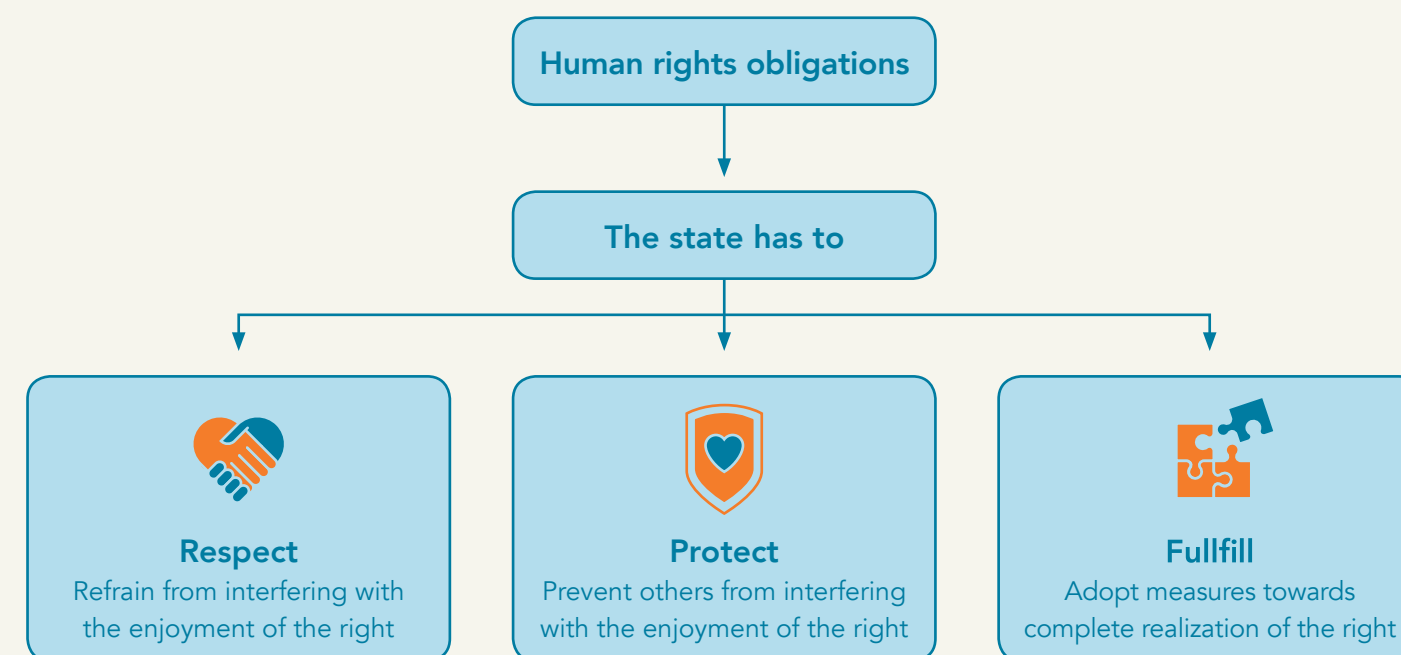 Human rights obligations
The state has to
Respect
Refrain from interfering with
the enjoyment of the right
Protect
Prevent others from interfering
with the enjoyment of the right
Fullfill
Adopt measures towards
complete realization of the right